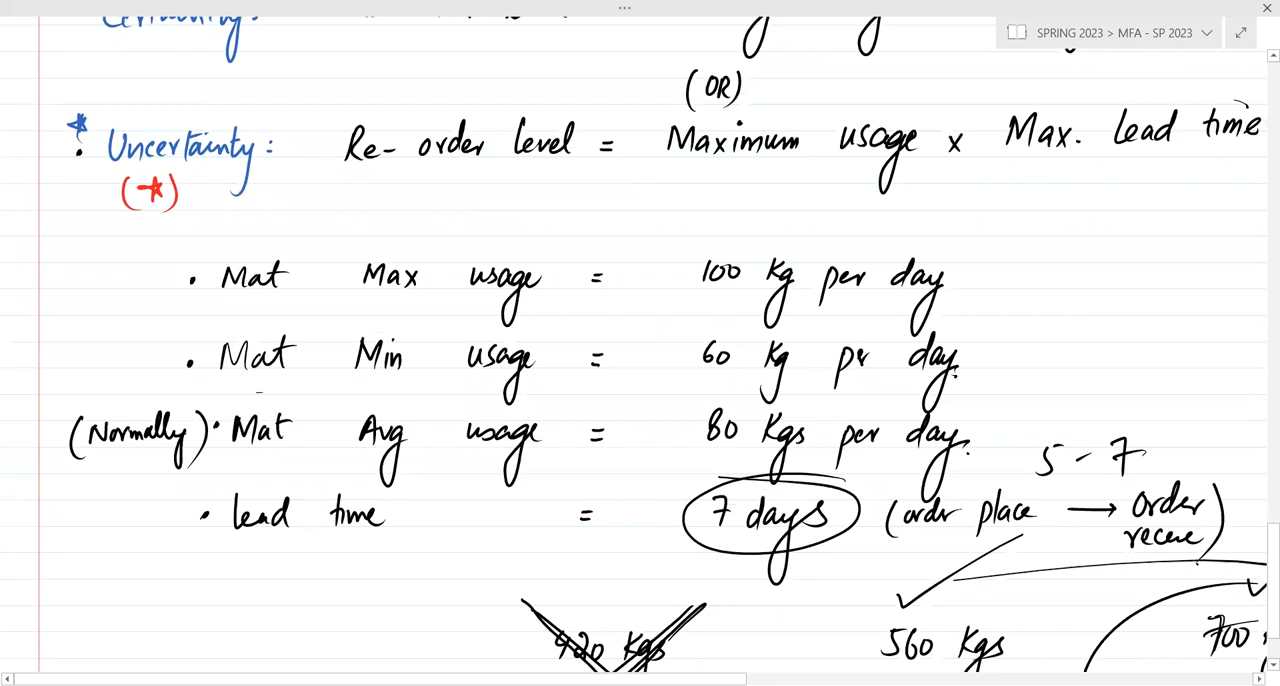 SPRING 2023 > MFA - SP 2023
(OR)
Uncertainty: Re-order level = Maximum usage x Max. Lead time
(*)
. Mat Max usage = 100 Kg per day
. Mat Min usage = 60 Kg per day.
(Normally) . Mat Avg usage = 80 Kgs per day.
5 - 7
. lead time = 7 days (order place → order receve)
420 Kgs 560 Kgs 700